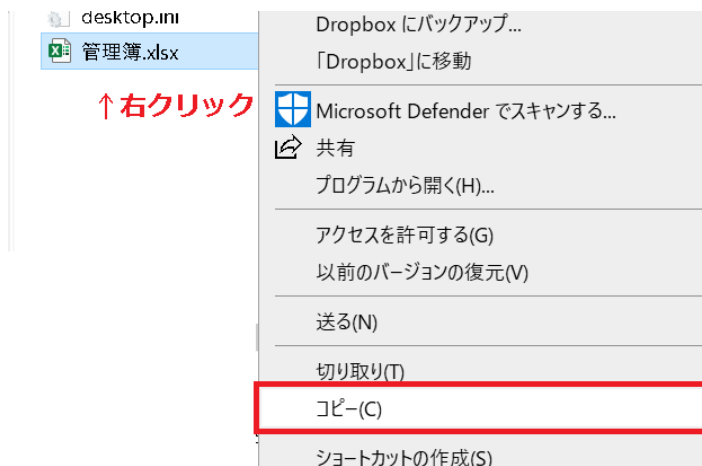 desktop.ini
管理簿.xlsx
↑右クリック
Dropbox にバックアップ...
「Dropbox」に移動
Microsoft Defender でスキャンする...
共有
プログラムから開く(H)...
アクセスを許可する(G)
以前のバージョンの復元(V)
送る(N)
切り取り(T)
コピー(C)
ショートカットの作成(S)